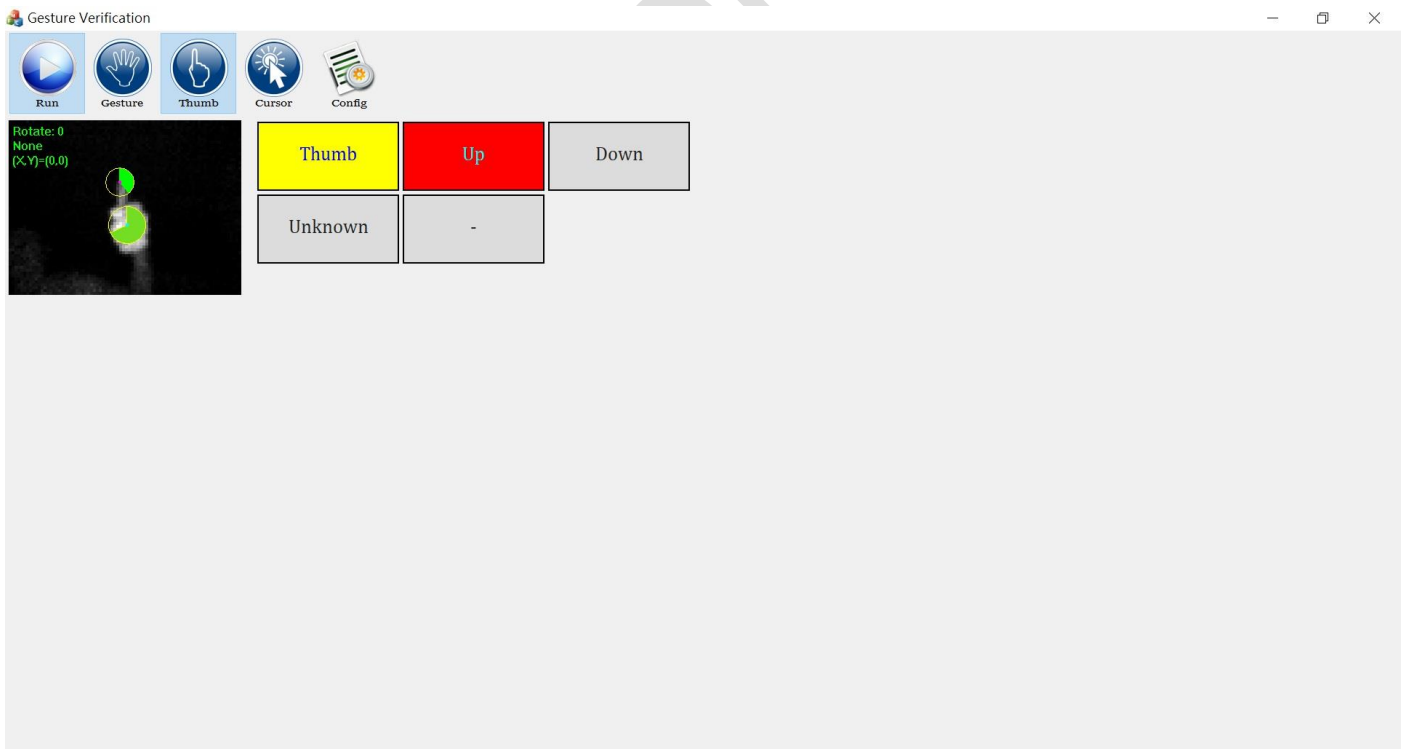 Gesture Verification
Run Gesture Thumb Cursor Config
Rotate: 0
None
(X,Y)=(0,0)
Thumb Up Down
Unknown -